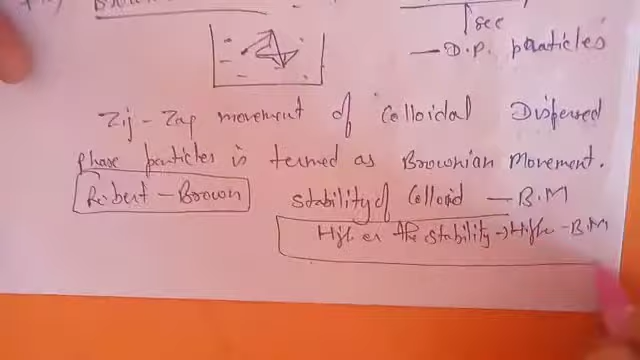 Brown
sec
— D.P. particles
Zig-Zag movement of Colloidal Dispersed
phase particles is termed as Brownian Movement.
Robert - Brown
Stability of Colloid — B.M
Higher the stability → Higher - B.M